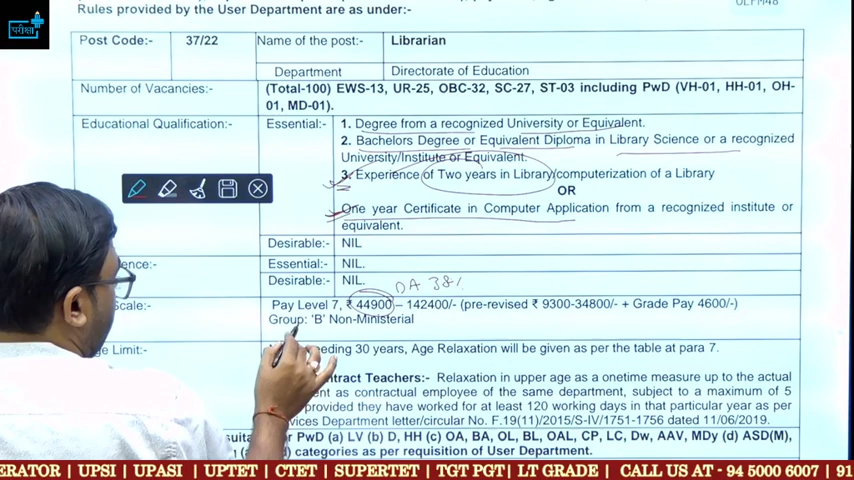 Rules provided by the User Department are as under:-
परीक्षा
Post Code:- 37/22 Name of the post:- Librarian
Department Directorate of Education
Number of Vacancies:- (Total-100) EWS-13, UR-25, OBC-32, SC-27, ST-03 including PwD (VH-01, HH-01, OH-
01, MD-01).
Educational Qualification:- Essential:- 1. Degree from a recognized University or Equivalent.
2. Bachelors Degree or Equivalent Diploma in Library Science or a recognized
University/Institute or Equivalent.
3. Experience of Two years in Library/computerization of a Library
OR
One year Certificate in Computer Application from a recognized institute or
equivalent.
Desirable:- NIL
Essential:- NIL.
Desirable:- NIL.
DA 38%
Scale:- Pay Level 7, ₹ 44900 – 142400/- (pre-revised ₹ 9300-34800/- + Grade Pay 4600/-)
Group: 'B' Non-Ministerial
Limit:- 30 years, Age Relaxation will be given as per the table at para 7.
Teachers:- Relaxation in upper age as a onetime measure up to the actual
as contractual employee of the same department, subject to a maximum of 5
provided they have worked for at least 120 working days in that particular year as per
Department letter/circular No. F.19(11)/2015/S-IV/1751-1756 dated 11/06/2019.
PwD (a) LV (b) D, HH (c) OA, BA, OL, BL, OAL, CP, LC, Dw, AAV, MDy (d) ASD(M),
categories as per requisition of User Department.
ERATOR | UPSI | UPASI | UPTET | CTET | SUPERTET | TGT PGT| LT GRADE | CALL US AT - 94 5000 6007 | 91